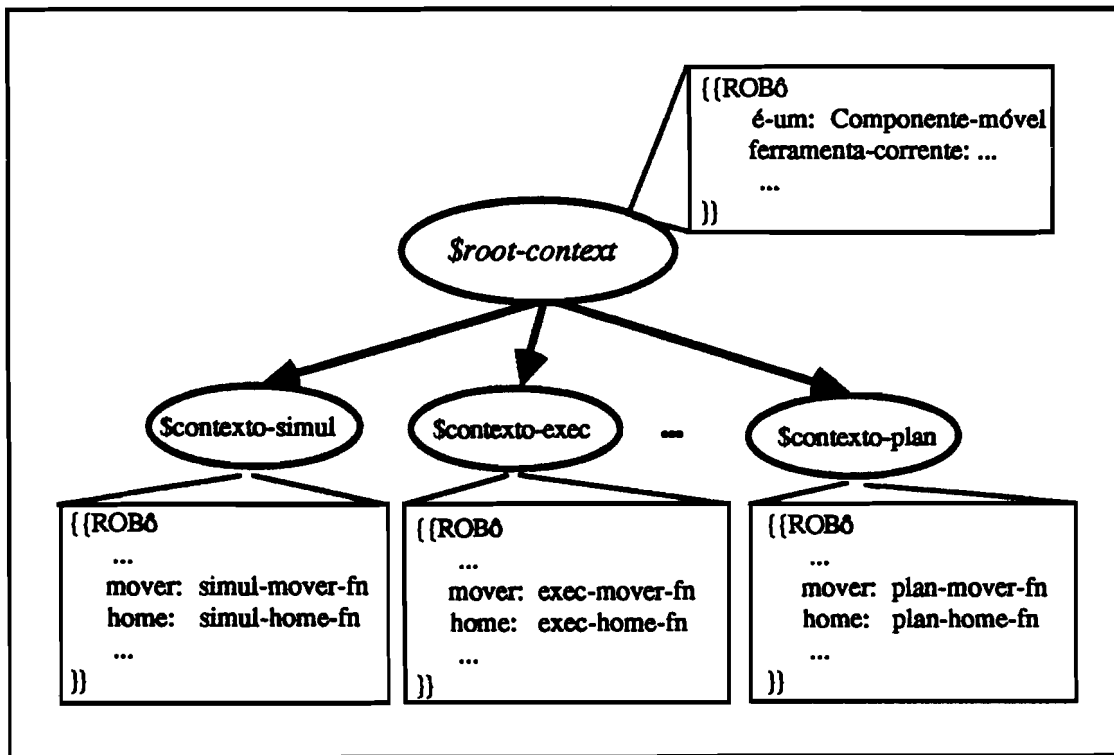 {{ROBô
é-um: Componente-móvel
ferramenta-corrente: ...
...
}}
$root-context
$contexto-simul
$contexto-exec
...
$contexto-plan
{{ROBô
...
mover: simul-mover-fn
home: simul-home-fn
...
}}
{{ROBô
...
mover: exec-mover-fn
home: exec-home-fn
...
}}
{{ROBô
...
mover: plan-mover-fn
home: plan-home-fn
...
}}